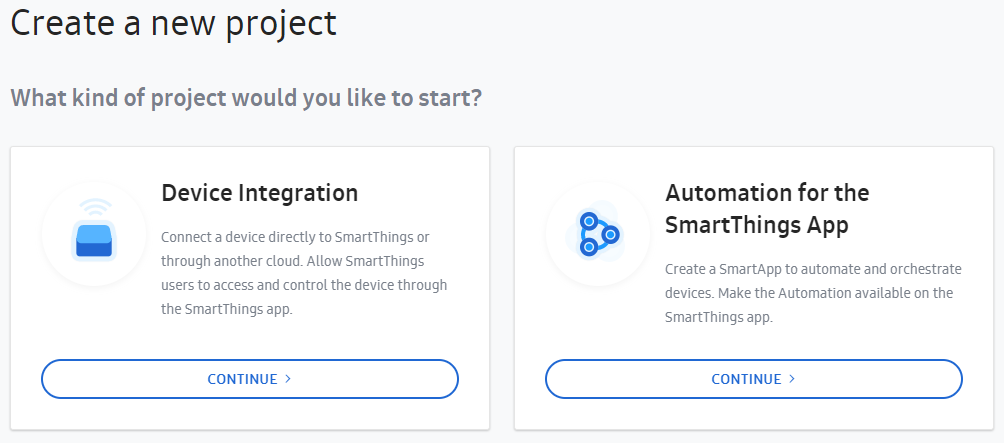 Create a new project
What kind of project would you like to start?
Device Integration
Connect a device directly to SmartThings or
through another cloud. Allow SmartThings
users to access and control the device through
the SmartThings app.
CONTINUE >
Automation for the
SmartThings App
Create a SmartApp to automate and orchestrate
devices. Make the Automation available on the
SmartThings app.
CONTINUE >